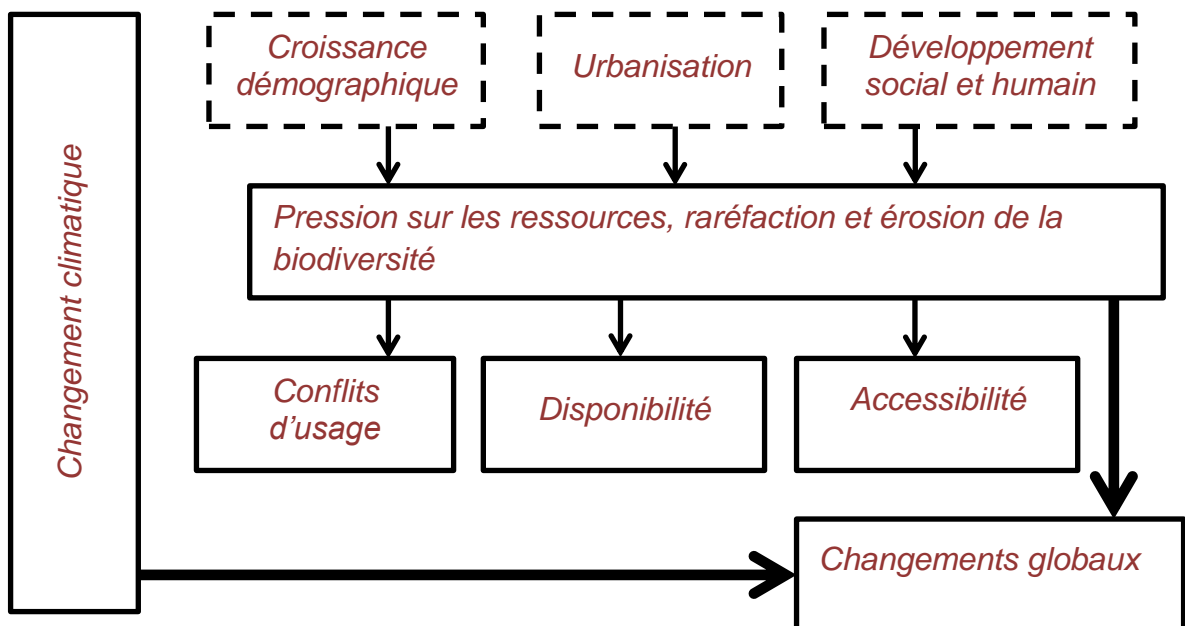 Changement climatique
Croissance
démographique
Urbanisation
Développement
social et humain
Pression sur les ressources, raréfaction et érosion de la
biodiversité
Conflits
d’usage
Disponibilité
Accessibilité
Changements globaux